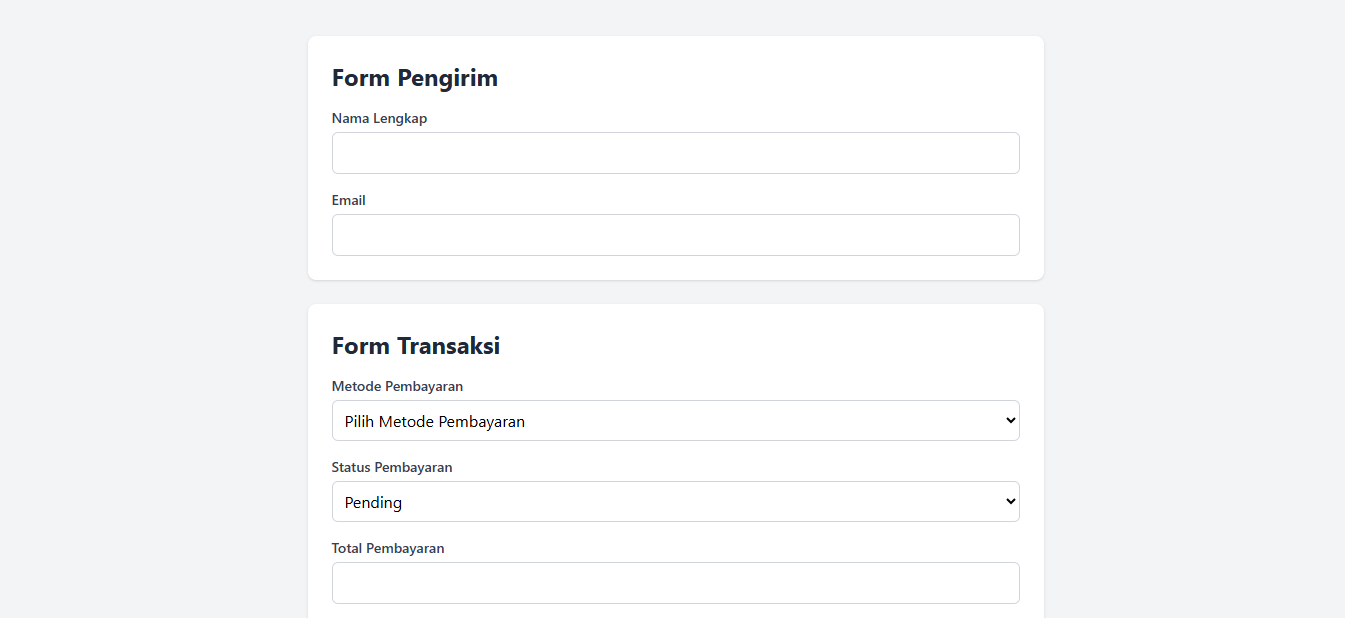 Form Pengirim
Nama Lengkap
Email
Form Transaksi
Metode Pembayaran
Pilih Metode Pembayaran
Status Pembayaran
Pending
Total Pembayaran